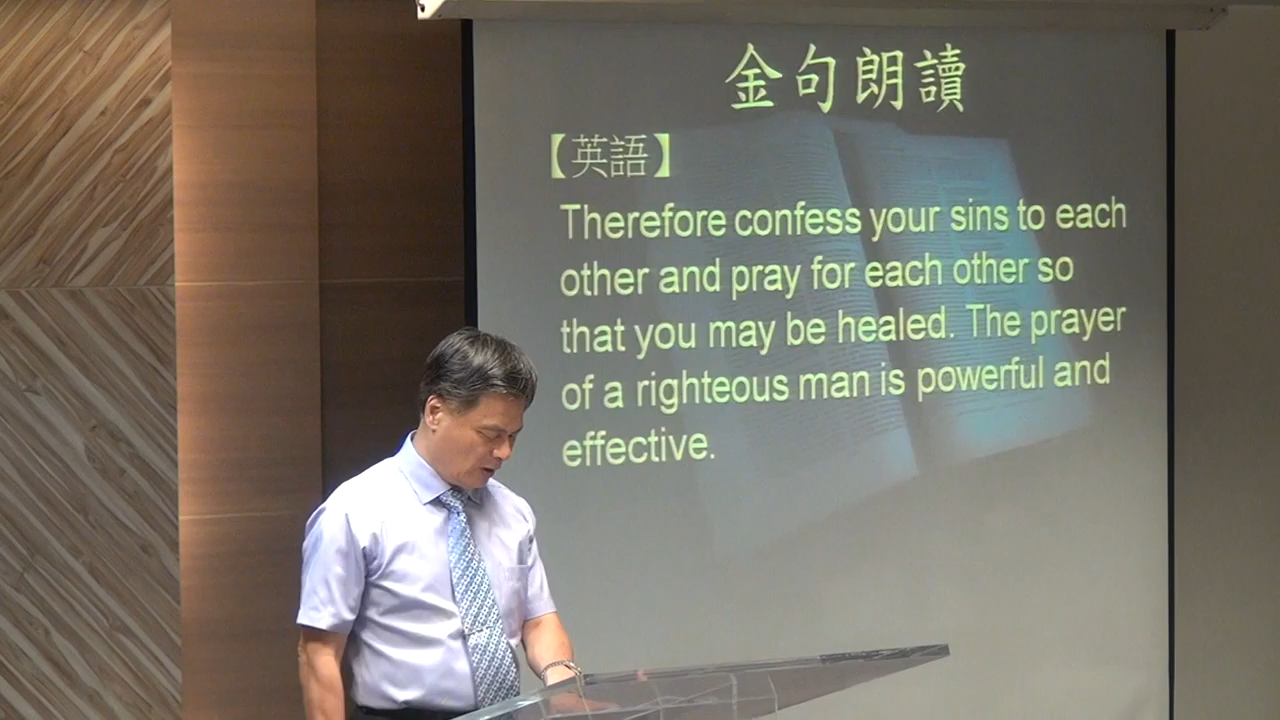 金句朗讀
【英語】
Therefore confess your sins to each
other and pray for each other so
that you may be healed. The prayer
of a righteous man is powerful and
effective.